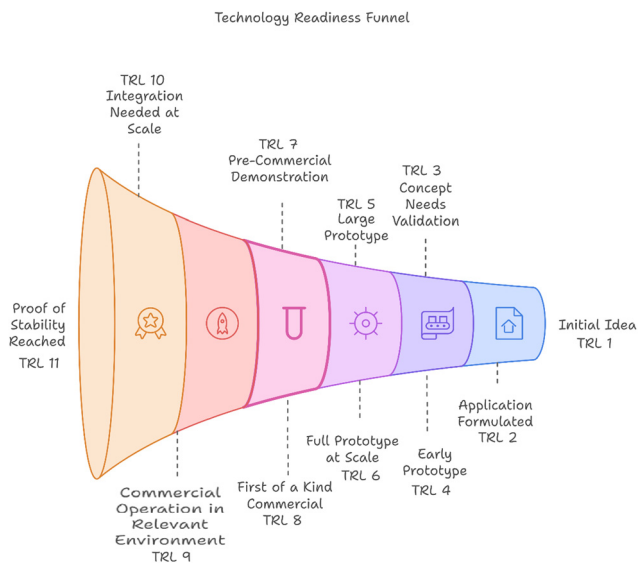 Technology Readiness Funnel
TRL 10
Integration
Needed at
Scale
TRL 7
Pre-Commercial
Demonstration
TRL 5
Large
Prototype
TRL 3
Concept
Needs
Validation
Proof of
Stability
Reached
TRL 11
Initial Idea
TRL 1
Commercial
Operation in
Relevant
Environment
TRL 9
First of a Kind
Commercial
TRL 8
Full Prototype
at Scale
TRL 6
Early
Prototype
TRL 4
Application
Formulated
TRL 2